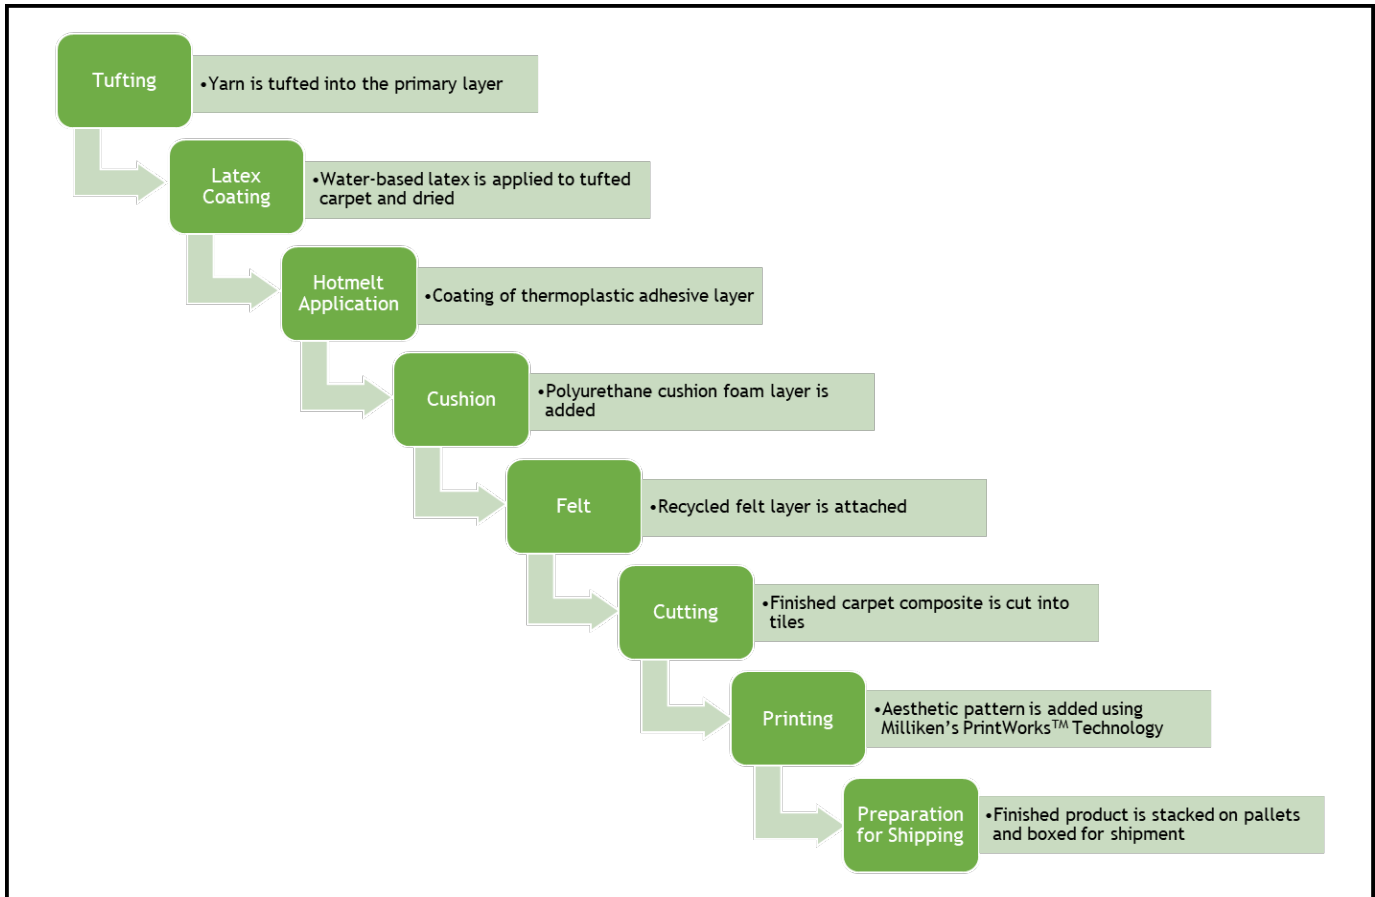 Tufting
•Yarn is tufted into the primary layer
Latex
Coating
•Water-based latex is applied to tufted
carpet and dried
Hotmelt
Application
•Coating of thermoplastic adhesive layer
Cushion
•Polyurethane cushion foam layer is
added
Felt
•Recycled felt layer is attached
Cutting
•Finished carpet composite is cut into
tiles
Printing
•Aesthetic pattern is added using
Milliken’s PrintWorks™ Technology
Preparation
for Shipping
•Finished product is stacked on pallets
and boxed for shipment